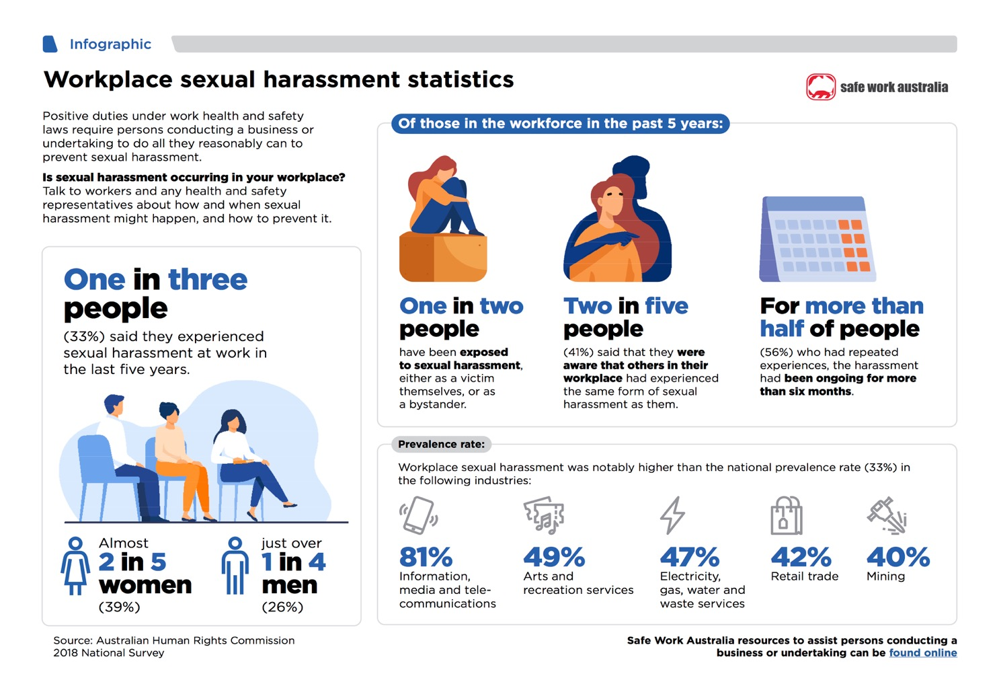 Infographic
Workplace sexual harassment statistics
safe work australia
Positive duties under work health and safety
laws require persons conducting a business or
undertaking to do all they reasonably can to
prevent sexual harassment.
Is sexual harassment occurring in your workplace?
Talk to workers and any health and safety
representatives about how and when sexual
harassment might happen, and how to prevent it.
One in three
people
(33%) said they experienced
sexual harassment at work in
the last five years.
Almost
2 in 5
women
(39%)
just over
1 in 4
men
(26%)
Source: Australian Human Rights Commission
2018 National Survey
Of those in the workforce in the past 5 years:
One in two
people
have been exposed
to sexual harassment,
either as a victim
themselves, or as
a bystander.
Two in five
people
(41%) said that they were
aware that others in their
workplace had experienced
the same form of sexual
harassment as them.
For more than
half of people
(56%) who had repeated
experiences, the harassment
had been ongoing for more
than six months.
Prevalence rate:
Workplace sexual harassment was notably higher than the national prevalence rate (33%) in
the following industries:
81%
Information,
media and tele-
communications
49%
Arts and
recreation services
47%
Electricity,
gas, water and
waste services
42%
Retail trade
40%
Mining
Safe Work Australia resources to assist persons conducting a
business or undertaking can be found online